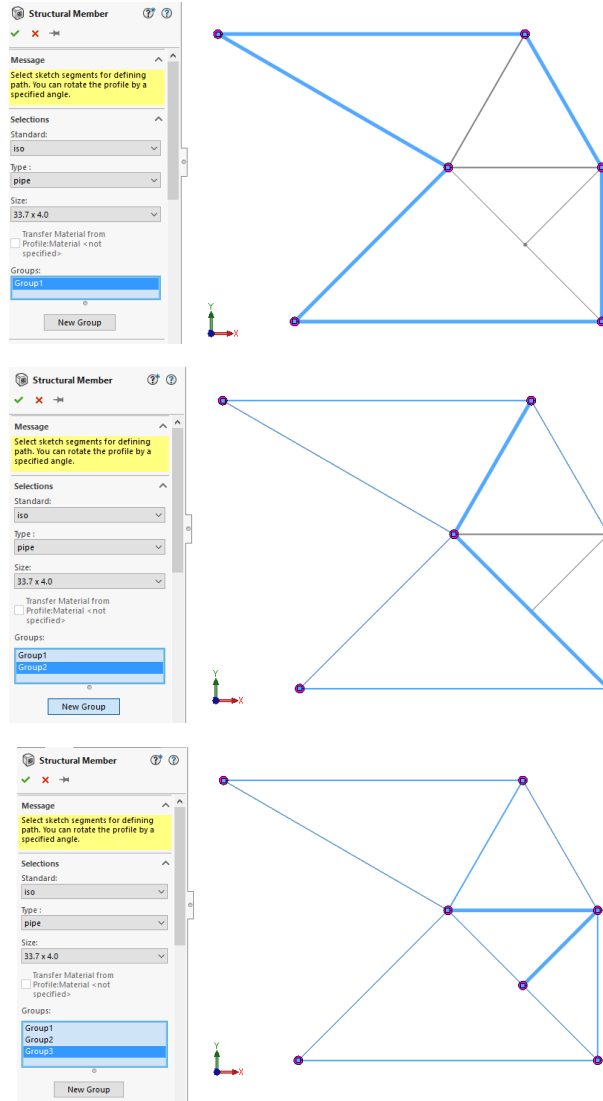 Structural Member
Message
Select sketch segments for defining
path. You can rotate the profile by a
specified angle.
Selections
Standard:
iso
Type :
pipe
Size:
33.7 x 4.0
Transfer Material from
Profile:Material <not
specified>
Groups:
Group1
New Group
Y
X
Structural Member
Message
Select sketch segments for defining
path. You can rotate the profile by a
specified angle.
Selections
Standard:
iso
Type :
pipe
Size:
33.7 x 4.0
Transfer Material from
Profile:Material <not
specified>
Groups:
Group1
Group2
New Group
Y
X
Structural Member
Message
Select sketch segments for defining
path. You can rotate the profile by a
specified angle.
Selections
Standard:
iso
Type :
pipe
Size:
33.7 x 4.0
Transfer Material from
Profile:Material <not
specified>
Groups:
Group1
Group2
Group3
New Group
Y
X